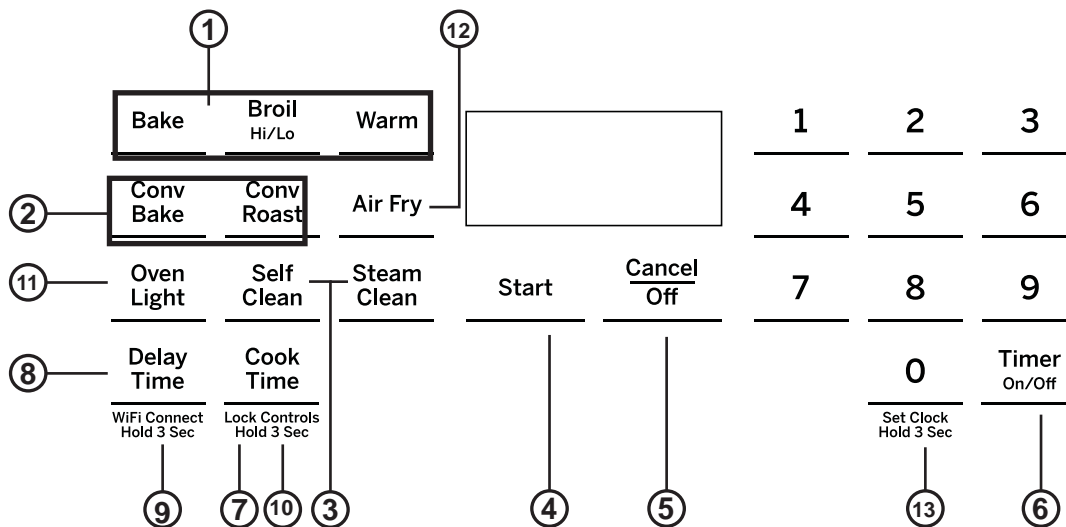 1
12
Bake
Broil
Hi/Lo
Warm
1
2
3
2
Conv
Bake
Conv
Roast
Air Fry
4
5
6
11
Oven
Light
Self
Clean
Steam
Clean
Start
Cancel
Off
7
8
9
8
Delay
Time
Cook
Time
0
Timer
On/Off
WiFi Connect
Hold 3 Sec
Lock Controls
Hold 3 Sec
Set Clock
Hold 3 Sec
9
7
10
3
4
5
13
6